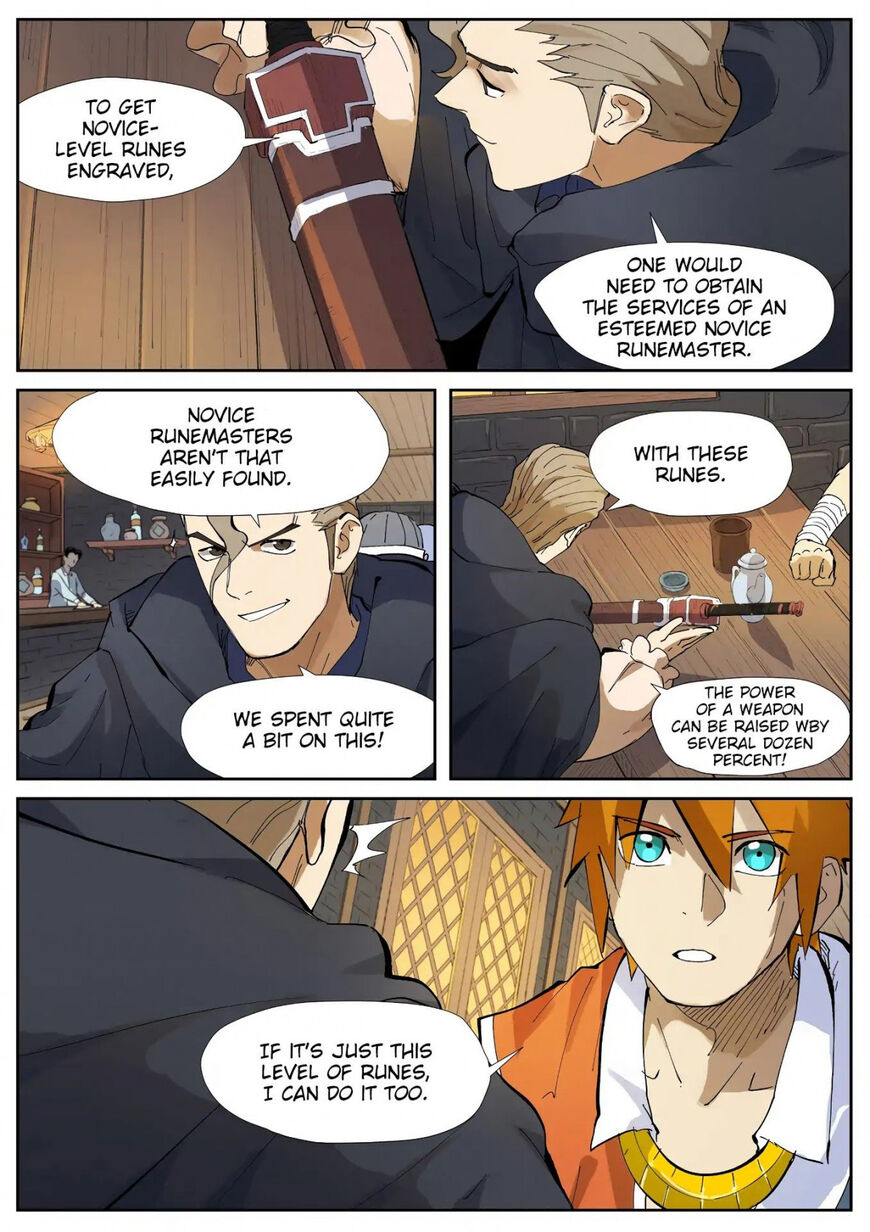 TO GET
NOVICE-
LEVEL RUNES
ENGRAVED,
ONE WOULD
NEED TO OBTAIN
THE SERVICES OF AN
ESTEEMED NOVICE
RUNEMASTER.
NOVICE
RUNEMASTERS
AREN'T THAT
EASILY FOUND.
WE SPENT QUITE
A BIT ON THIS!
WITH THESE
RUNES.
THE POWER
OF A WEAPON
CAN BE RAISED WBY
SEVERAL DOZEN
PERCENT!
IF IT'S JUST THIS
LEVEL OF RUNES,
I CAN DO IT TOO.